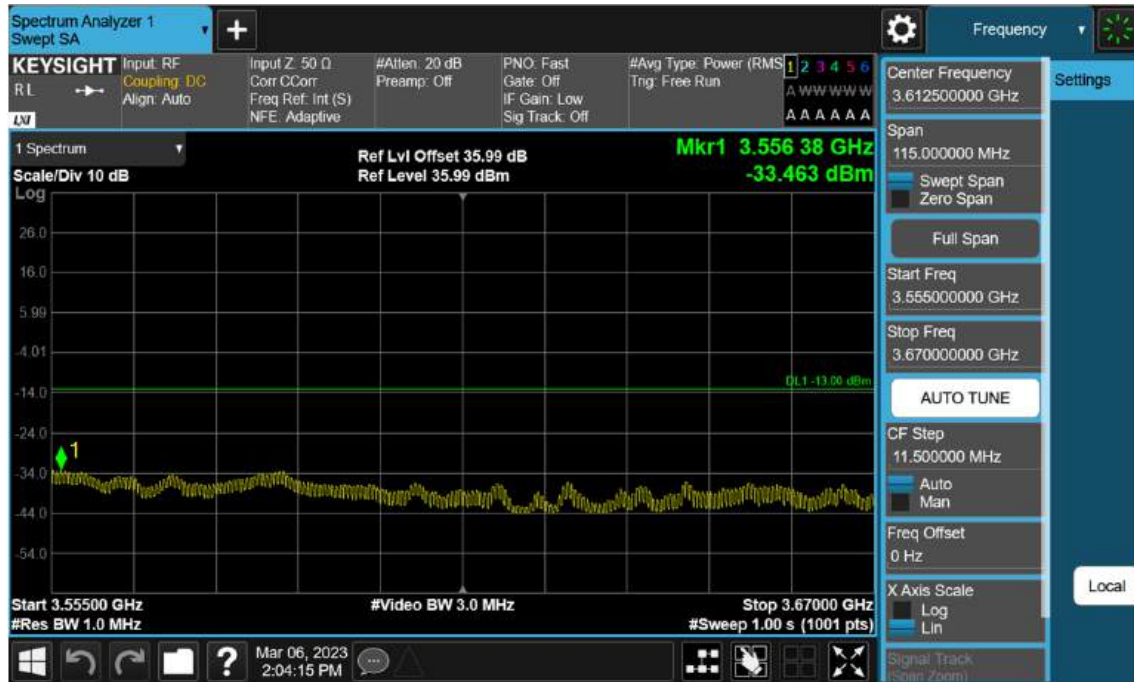 Spectrum Analyzer 1
Swept SA
+
Frequency
KEYSIGHT
RL
LXI
Input: RF
Coupling: DC
Align: Auto
Input Z: 50 Ω
Corr CCorr
Freq Ref: Int (S)
NFE: Adaptive
#Atten: 20 dB
Preamp: Off
PNO: Fast
Gate: Off
IF Gain: Low
Sig Track: Off
#Avg Type: Power (RMS
Trig: Free Run
1 2 3 4 5 6
A W W W W W
A A A A A A
1 Spectrum
Scale/Div 10 dB
Log
Ref Lvl Offset 35.99 dB
Ref Level 35.99 dBm
Mkr1 3.556 38 GHz
-33.463 dBm
26.0
16.0
5.99
-4.01
-14.0
-24.0
-34.0
-44.0
-54.0
DL1 -13.00 dBm
1
Start 3.55500 GHz
#Res BW 1.0 MHz
#Video BW 3.0 MHz
Stop 3.67000 GHz
#Sweep 1.00 s (1001 pts)
?
Mar 06, 2023
2:04:15 PM
Center Frequency
3.612500000 GHz
Span
115.000000 MHz
Swept Span
Zero Span
Full Span
Start Freq
3.555000000 GHz
Stop Freq
3.670000000 GHz
AUTO TUNE
CF Step
11.500000 MHz
Auto
Man
Freq Offset
0 Hz
X Axis Scale
Log
Lin
Signal Track
(Span Zoom)
Settings
Local